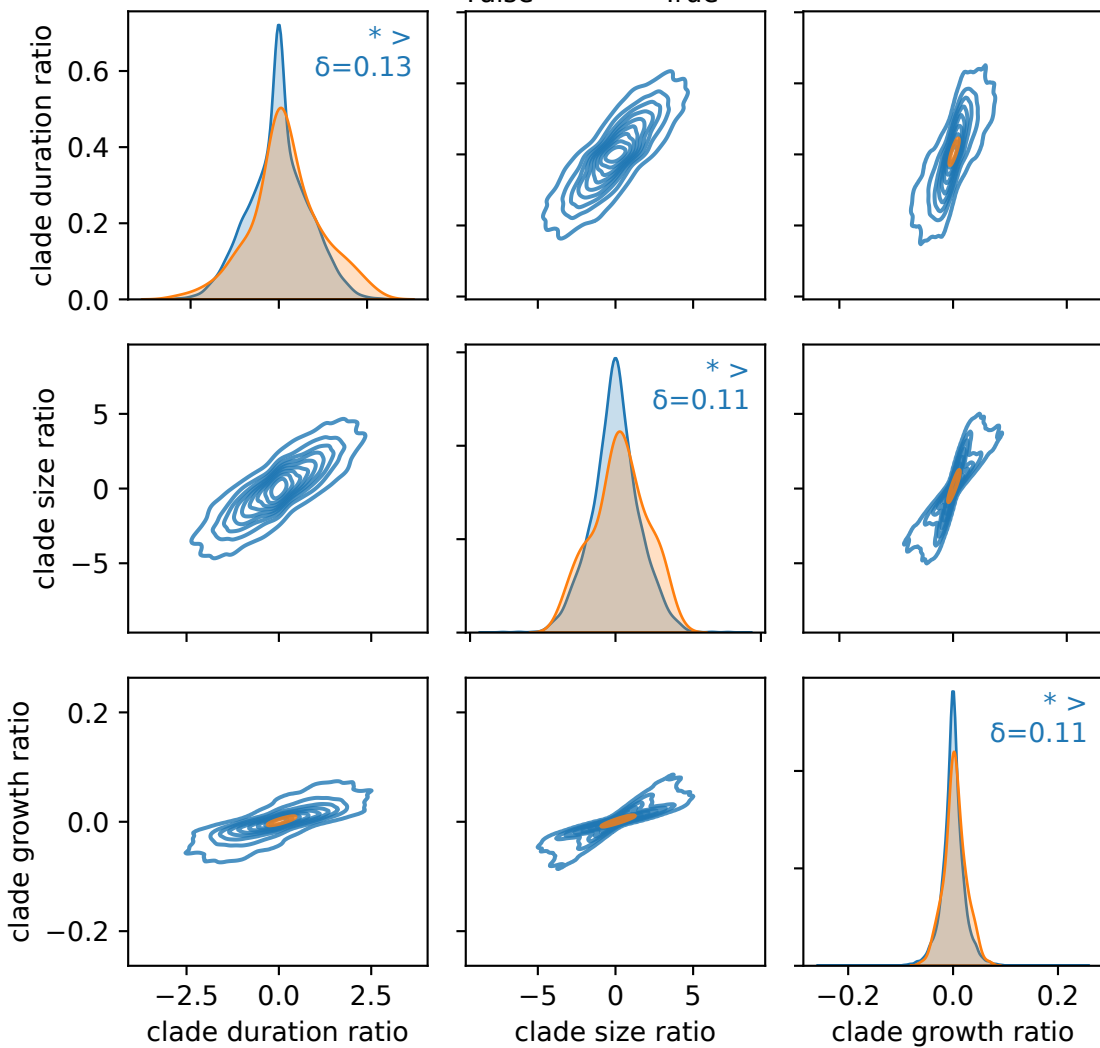 clade duration ratio
0.6
0.4
0.2
0.0
* >
δ=0.13
clade size ratio
5
0
−5
* >
δ=0.11
clade growth ratio
0.2
0.0
−0.2
* >
δ=0.11
−2.5 0.0 2.5
−5 0 5
−0.2 0.0 0.2
clade duration ratio
clade size ratio
clade growth ratio